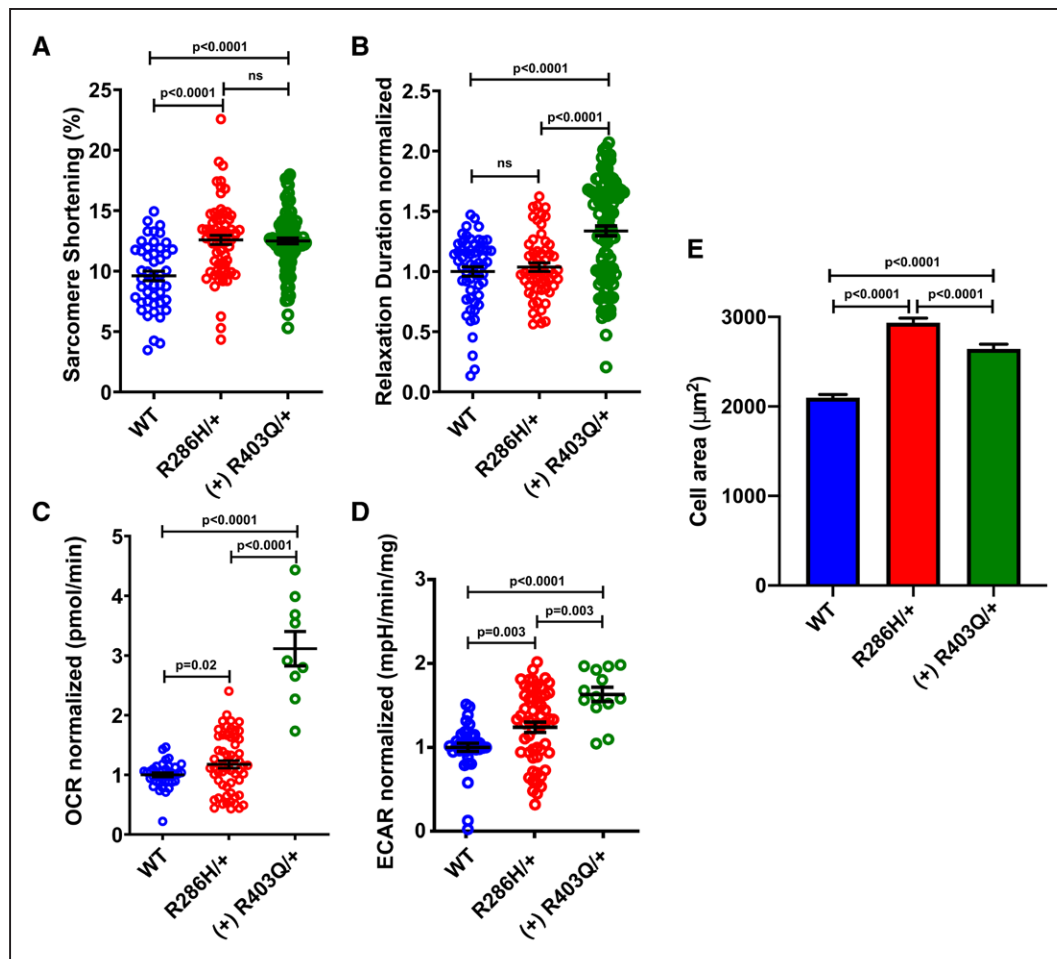 A
p<0.0001
ns
p<0.0001
Sarcomere Shortening (%)
25
20
15
10
5
0
WT
R286H/+
(+) R403Q/+
B
p<0.0001
p<0.0001
ns
Relaxation Duration normalized
2.5
2.0
1.5
1.0
0.5
0.0
WT
R286H/+
(+) R403Q/+
C
p<0.0001
p<0.0001
p=0.02
OCR normalized (pmol/min)
5
4
3
2
1
0
WT
R286H/+
(+) R403Q/+
D
p<0.0001
p=0.003
p=0.003
ECAR normalized (mpH/min/mg)
3
2
1
0
WT
R286H/+
(+) R403Q/+
E
p<0.0001
p<0.0001
p<0.0001
Cell area (μm²)
3000
2000
1000
0
WT
R286H/+
(+) R403Q/+